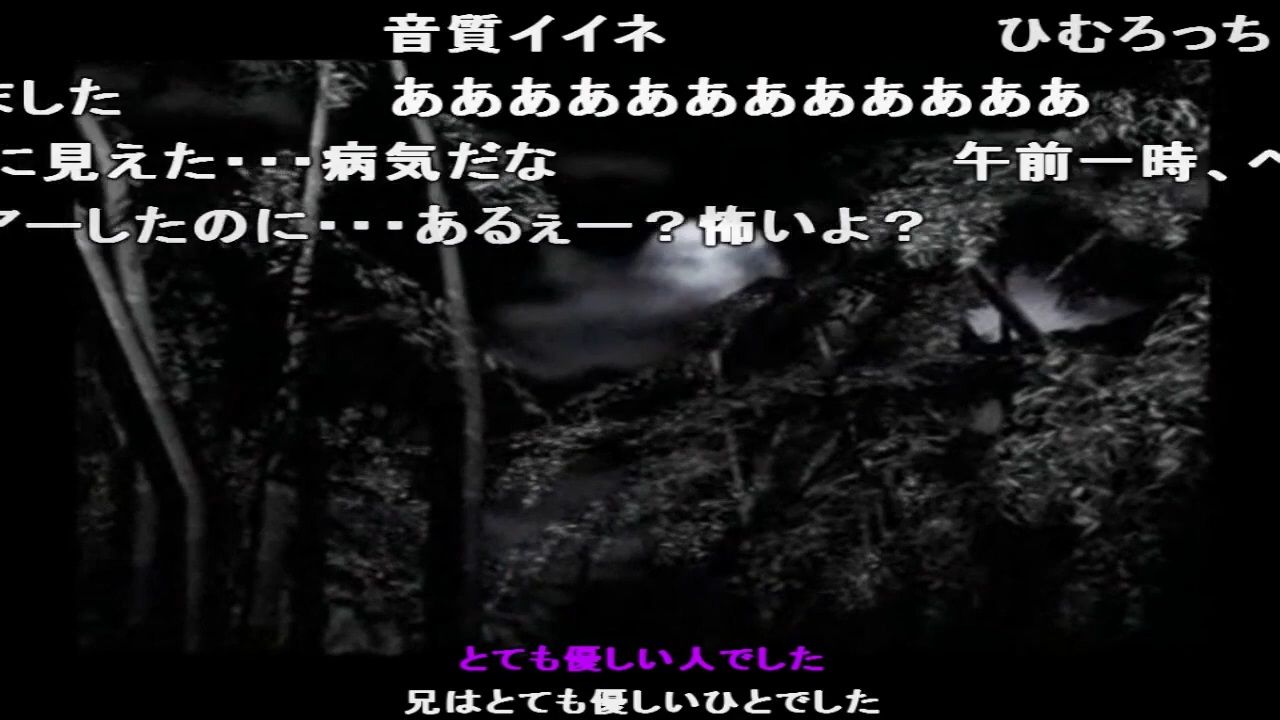 音質イイネ ひむろっち
ました ああああああああああああ
に見えた・・・病気だな 午前一時、へ
アーしたのに・・・あるぇー？怖いよ？
とても優しい人でした
兄はとても優しいひとでした